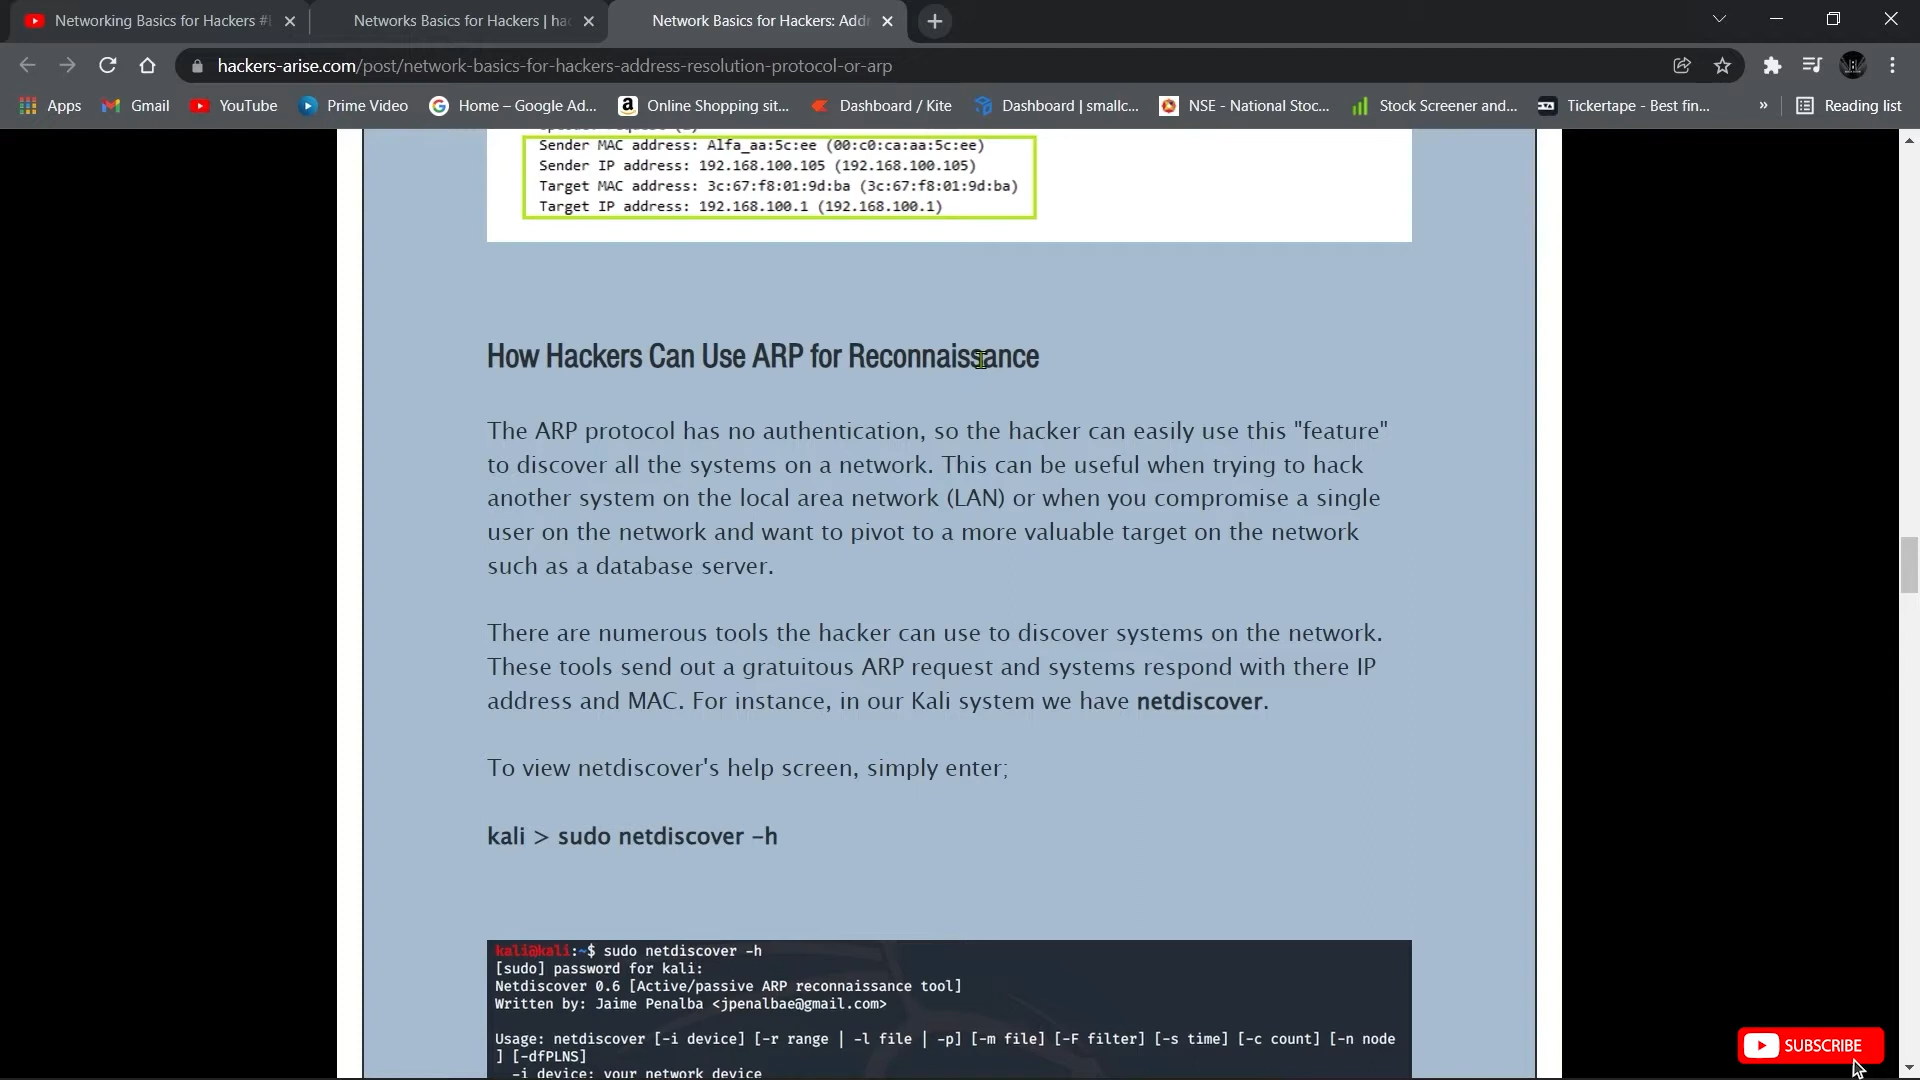 Networking Basics for Hackers #
Networks Basics for Hackers | ha
Network Basics for Hackers: Add
hackers-arise.com/post/network-basics-for-hackers-address-resolution-protocol-or-arp
Apps
Gmail
YouTube
Prime Video
Home – Google Ad...
Online Shopping sit...
Dashboard / Kite
Dashboard | smallc...
NSE - National Stoc...
Stock Screener and...
Tickertape - Best fin...
»
Reading list
Sender MAC address: Alfa_aa:5c:ee (00:c0:ca:aa:5c:ee)
Sender IP address: 192.168.100.105 (192.168.100.105)
Target MAC address: 3c:67:f8:01:9d:ba (3c:67:f8:01:9d:ba)
Target IP address: 192.168.100.1 (192.168.100.1)
How Hackers Can Use ARP for Reconnaissance
The ARP protocol has no authentication, so the hacker can easily use this "feature"
to discover all the systems on a network. This can be useful when trying to hack
another system on the local area network (LAN) or when you compromise a single
user on the network and want to pivot to a more valuable target on the network
such as a database server.
There are numerous tools the hacker can use to discover systems on the network.
These tools send out a gratuitous ARP request and systems respond with there IP
address and MAC. For instance, in our Kali system we have netdiscover.
To view netdiscover's help screen, simply enter;
kali > sudo netdiscover -h
kali@kali:~$ sudo netdiscover -h
[sudo] password for kali:
Netdiscover 0.6 [Active/passive ARP reconnaissance tool]
Written by: Jaime Penalba <jpenalbae@gmail.com>
Usage: netdiscover [-i device] [-r range | -l file | -p] [-m file] [-F filter] [-s time] [-c count] [-n node
] [-dfPLNS]
-i device: your network device
SUBSCRIBE